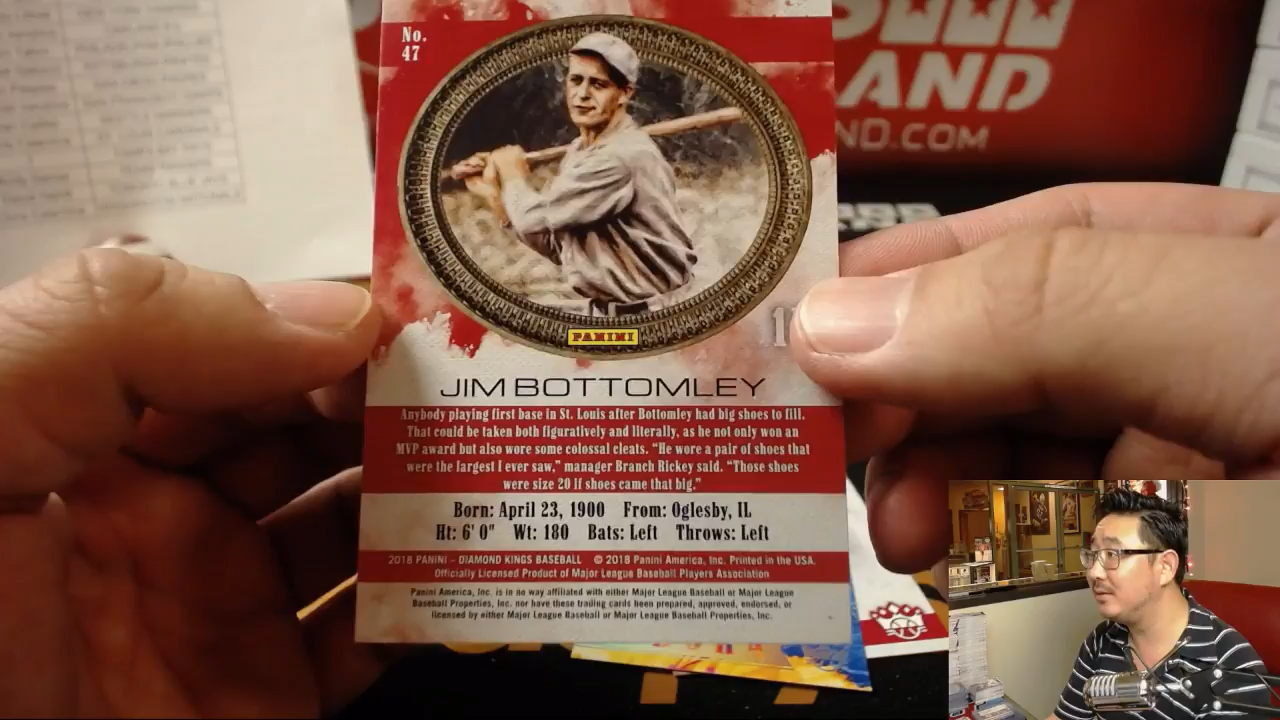 No.
47
AND
ND.COM
PANINI
JIM BOTTOMLEY
Anybody playing first base in St. Louis after Bottomley had big shoes to fill.
That could be taken both figuratively and literally, as he not only won an
MVP award but also wore some colossal cleats. “He wore a pair of shoes that
were the largest I ever saw,” manager Branch Rickey said. “Those shoes
were size 20 if shoes came that big.”
Born: April 23, 1900 From: Oglesby, IL
Ht: 6' 0" Wt: 180 Bats: Left Throws: Left
2018 PANINI – DIAMOND KINGS BASEBALL © 2018 Panini America, Inc. Printed in the USA.
Officially Licensed Product of Major League Baseball Players Association
Panini America, Inc. is in no way affiliated with either Major League Baseball or Major League
Baseball Properties, Inc. nor have these trading cards been prepared, approved, endorsed, or
licensed by either Major League Baseball or Major League Baseball Properties, Inc.